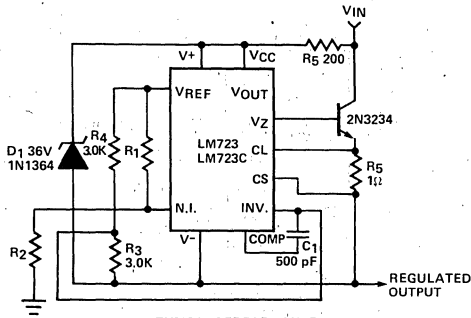 VIN
V+
VCC
R5 200
VREF
VOUT
R4
3.0K
R1
D1 36V
1N1364
VZ
2N3234
LM723
LM723C
CL
R5
1Ω
CS
N.I.
INV.
R2
R3
3.0K
V-
COMP
C1
500 pF
REGULATED
OUTPUT